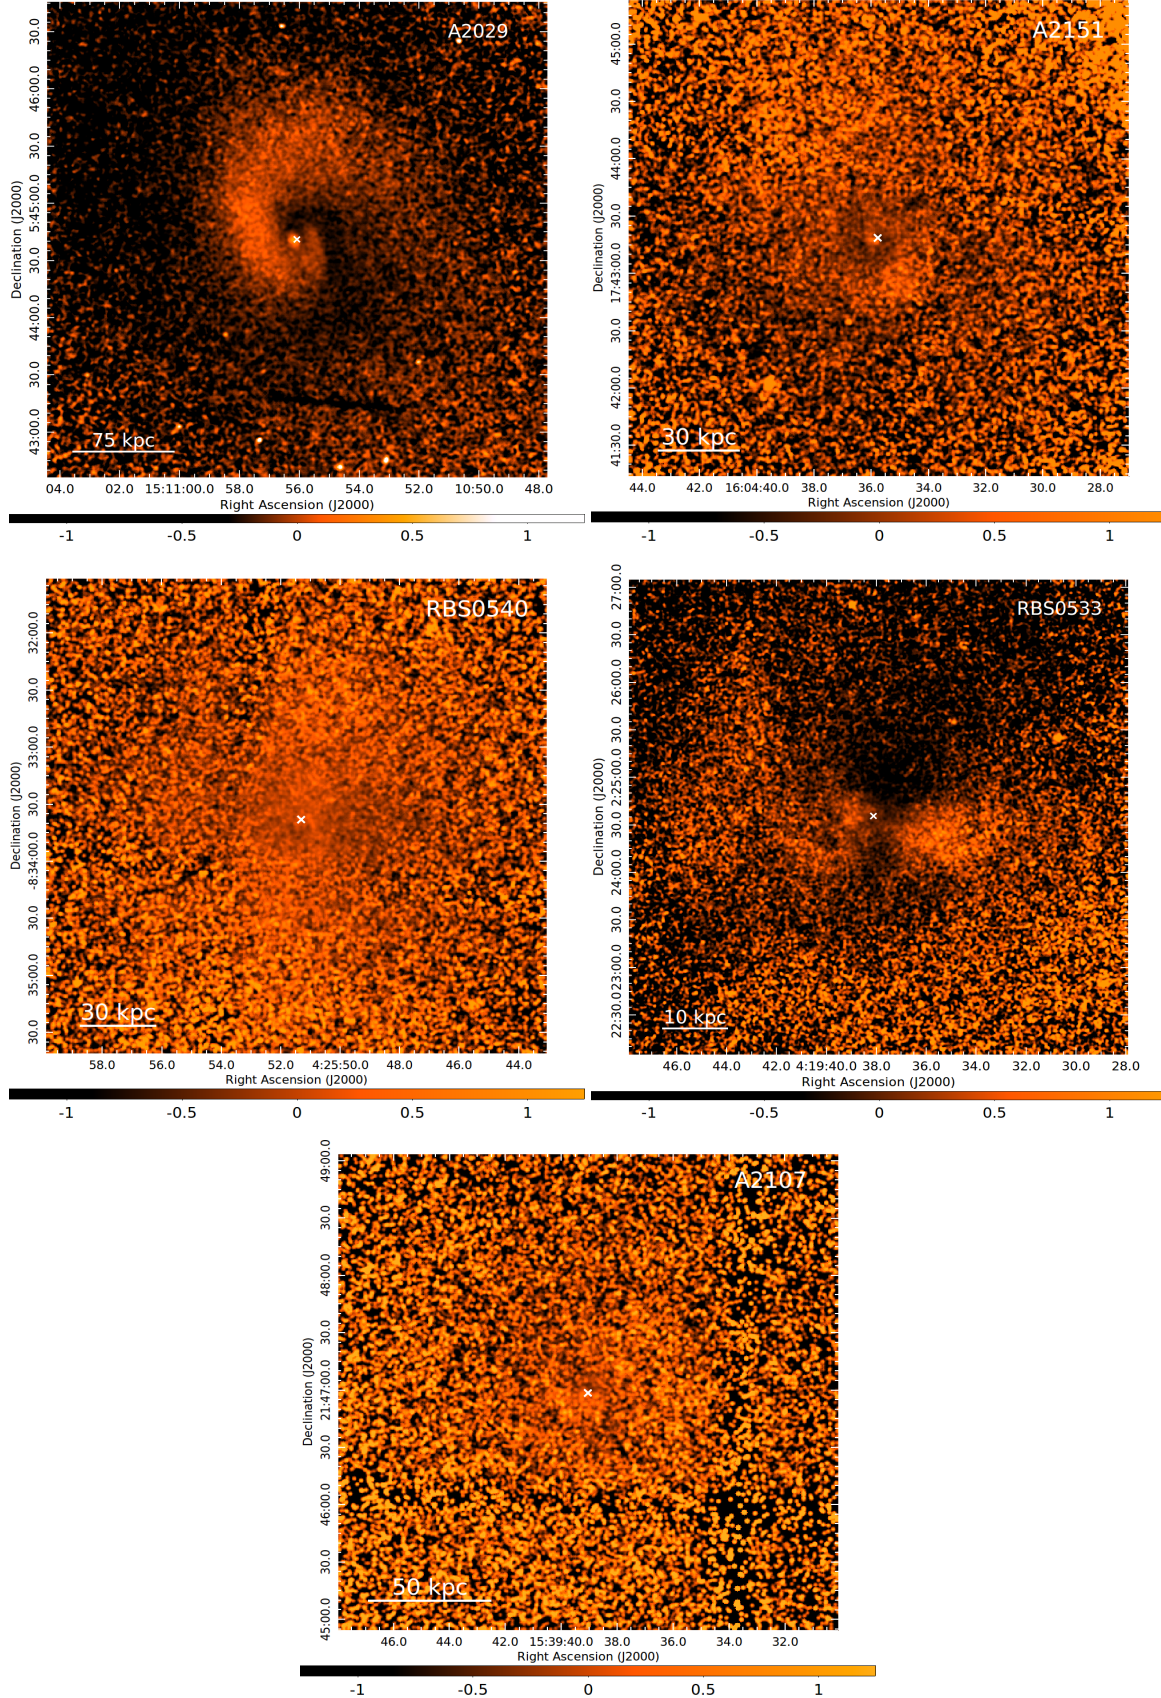 A2029
Declination (J2000)
30.0
46:00.0
30.0
5:45:00.0
30.0
44:00.0
30.0
43:00.0
75 kpc
04.0 02.0 15:11:00.0 58.0 56.0 54.0 52.0 10:50.0 48.0
Right Ascension (J2000)
-1 -0.5 0 0.5 1
A2151
Declination (J2000)
45:00.0
30.0
44:00.0
30.0
17:43:00.0
30.0
42:00.0
41:30.0
30 kpc
44.0 42.0 16:04:40.0 38.0 36.0 34.0 32.0 30.0 28.0
Right Ascension (J2000)
-1 -0.5 0 0.5 1
RBS0540
Declination (J2000)
32:00.0
30.0
33:00.0
30.0
-8:34:00.0
30.0
35:00.0
30.0
30 kpc
58.0 56.0 54.0 52.0 4:25:50.0 48.0 46.0 44.0
Right Ascension (J2000)
-1 -0.5 0 0.5 1
RBS0533
Declination (J2000)
27:00.0
30.0
26:00.0
30.0
2:25:00.0
30.0
24:00.0
30.0
23:00.0
22:30.0
10 kpc
46.0 44.0 42.0 4:19:40.0 38.0 36.0 34.0 32.0 30.0 28.0
Right Ascension (J2000)
-1 -0.5 0 0.5 1
A2107
Declination (J2000)
49:00.0
30.0
48:00.0
30.0
21:47:00.0
30.0
46:00.0
30.0
45:00.0
50 kpc
46.0 44.0 42.0 15:39:40.0 38.0 36.0 34.0 32.0
Right Ascension (J2000)
-1 -0.5 0 0.5 1